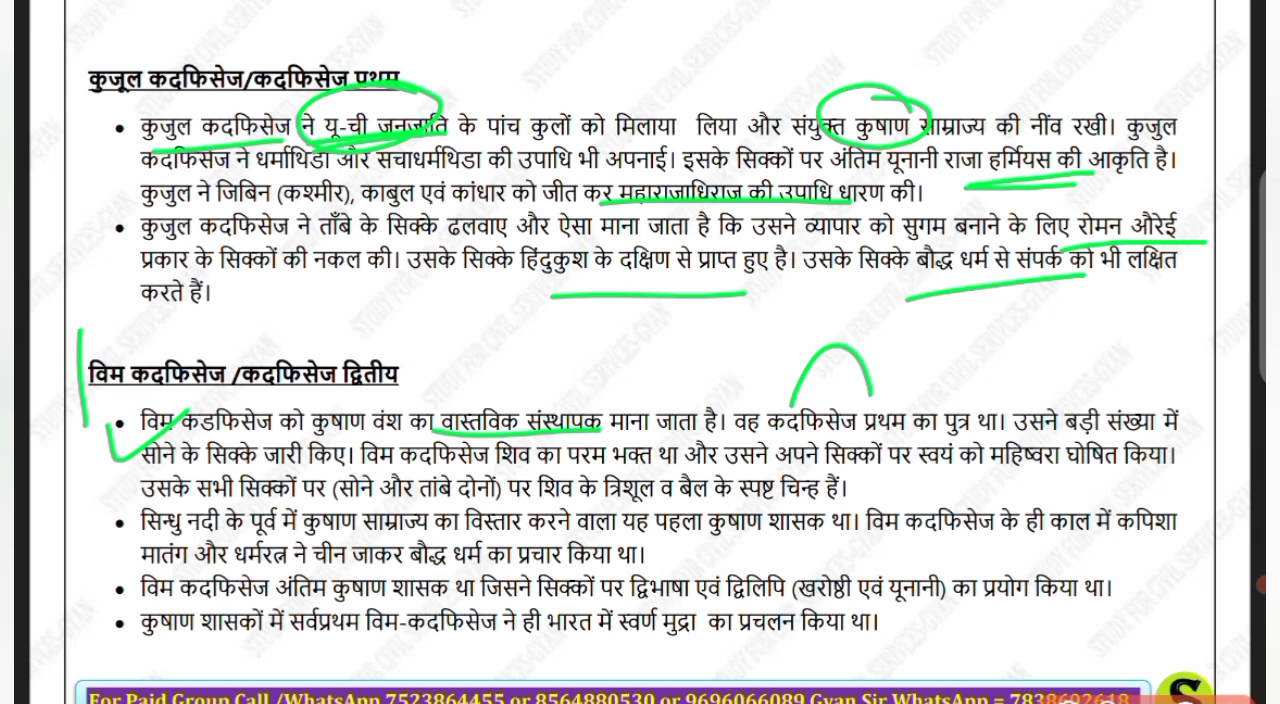 कुजूल कदफिसेज/कदफिसेज प्रथम
• कुजुल कदफिसेज ने यू-ची जनजाति के पांच कुलों को मिलाया लिया और संयुक्त कुषाण साम्राज्य की नींव रखी। कुजुल
कदफिसेज ने धर्माथिडा और सचाधर्मथिडा की उपाधि भी अपनाई। इसके सिक्कों पर अंतिम यूनानी राजा हर्मियस की आकृति है।
कुजुल ने जिबिन (कश्मीर), काबुल एवं कांधार को जीत कर महाराजाधिराज की उपाधि धारण की।
• कुजुल कदफिसेज ने ताँबे के सिक्के ढलवाए और ऐसा माना जाता है कि उसने व्यापार को सुगम बनाने के लिए रोमन औरेई
प्रकार के सिक्कों की नकल की। उसके सिक्के हिंदुकुश के दक्षिण से प्राप्त हुए है। उसके सिक्के बौद्ध धर्म से संपर्क को भी लक्षित
करते हैं।
विम कदफिसेज /कदफिसेज द्वितीय
• विम कडफिसेज को कुषाण वंश का वास्तविक संस्थापक माना जाता है। वह कदफिसेज प्रथम का पुत्र था। उसने बड़ी संख्या में
सोने के सिक्के जारी किए। विम कदफिसेज शिव का परम भक्त था और उसने अपने सिक्कों पर स्वयं को महिष्वरा घोषित किया।
उसके सभी सिक्कों पर (सोने और तांबे दोनों) पर शिव के त्रिशूल व बैल के स्पष्ट चिन्ह हैं।
• सिन्धु नदी के पूर्व में कुषाण साम्राज्य का विस्तार करने वाला यह पहला कुषाण शासक था। विम कदफिसेज के ही काल में कपिशा
मातंग और धर्मरत्न ने चीन जाकर बौद्ध धर्म का प्रचार किया था।
• विम कदफिसेज अंतिम कुषाण शासक था जिसने सिक्कों पर द्विभाषा एवं द्विलिपि (खरोष्ठी एवं यूनानी) का प्रयोग किया था।
• कुषाण शासकों में सर्वप्रथम विम-कदफिसेज ने ही भारत में स्वर्ण मुद्रा का प्रचलन किया था।
For Paid Group Call /WhatsApp 7523864455 or 8564880530 or 9696066089 Gyan Sir WhatsApp =